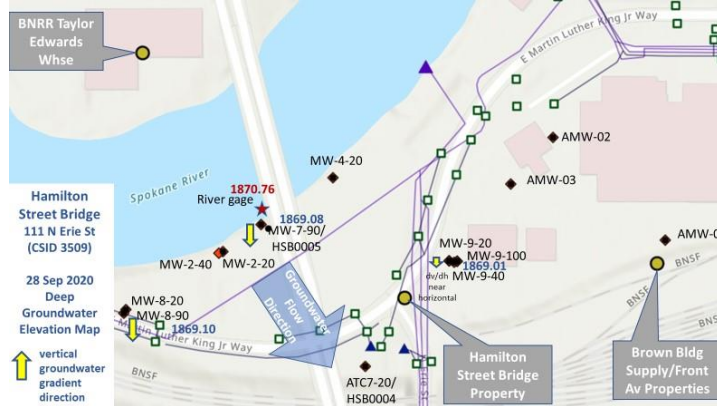 BNRR Taylor
Edwards
Whse
E Martin Luther King Jr Way
AMW-02
MW-4-20
AMW-03
Spokane River
1870.76
River gage
1869.08
MW-7-90/
HSB0005
Hamilton
Street Bridge
111 N Erie St
(CSID 3509)
28 Sep 2020
Deep
Groundwater
Elevation Map
vertical
groundwater
gradient
direction
MW-2-40
MW-2-20
MW-9-20
MW-9-100
1869.01
MW-9-40
dv/dh
near
horizontal
AMW-0
BNSF
BNSF
BNS
Groundwater
Flow
Direction
MW-8-20
MW-8-90
1869.10
Martin Luther King Jr Way
BNSF
ATC7-20/
HSB0004
Erie St
Hamilton
Street Bridge
Property
Brown Bldg
Supply/Front
Av Properties